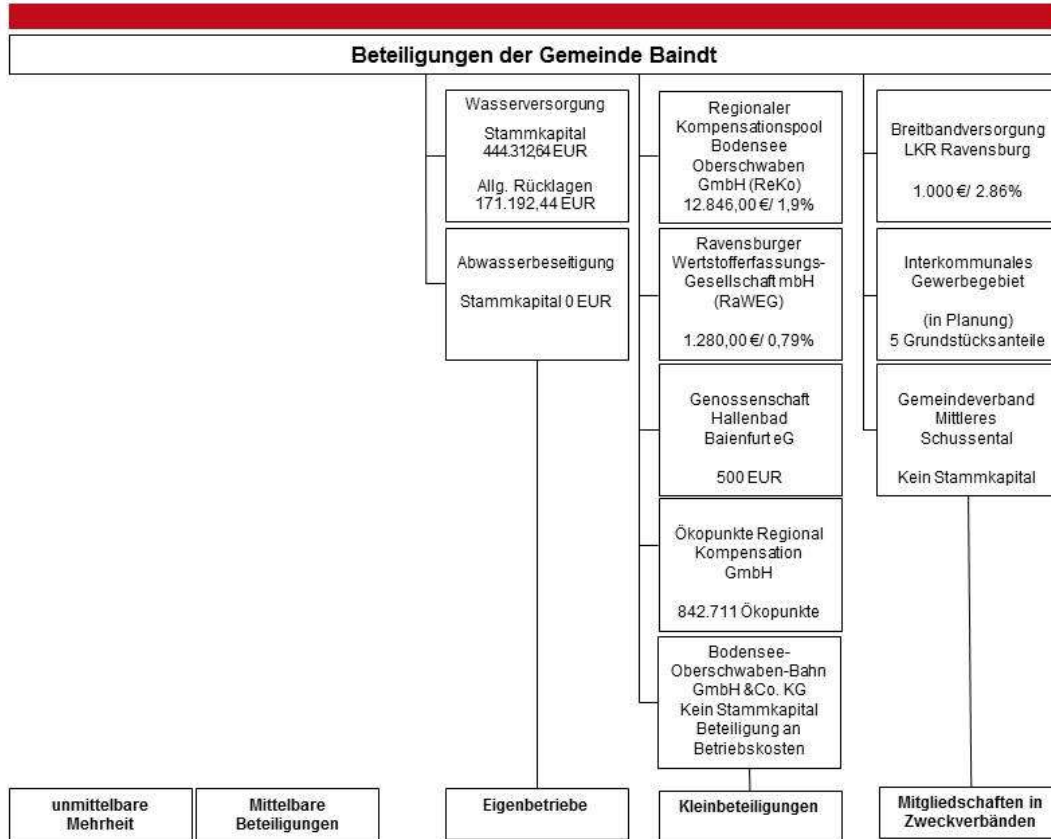 Beteiligungen der Gemeinde Baindt
Wasserversorgung
Stammkapital
444.312,64 EUR
Allg. Rücklagen
171.192,44 EUR
Abwasserbeseitigung
Stammkapital 0 EUR
Regionaler
Kompensationspool
Bodensee
Oberschwaben
GmbH (ReKo)
12.846,00 €/ 1,9%
Ravensburger
Wertstofferfassungs-
Gesellschaft mbH
(RaWEG)
1.280,00 €/ 0,79%
Genossenschaft
Hallenbad
Baienfurt eG
500 EUR
Ökopunkte Regional
Kompensation
GmbH
842.711 Ökopunkte
Bodensee-
Oberschwaben-Bahn
GmbH &Co. KG
Kein Stammkapital
Beteiligung an
Betriebskosten
Breitbandversorgung
LKR Ravensburg
1.000 €/ 2.86%
Interkommunales
Gewerbegebiet
(in Planung)
5 Grundstücksanteile
Gemeindeverband
Mittleres
Schussental
Kein Stammkapital
unmittelbare
Mehrheit
Mittelbare
Beteiligungen
Eigenbetriebe
Kleinbeteiligungen
Mitgliedschaften in
Zweckverbänden